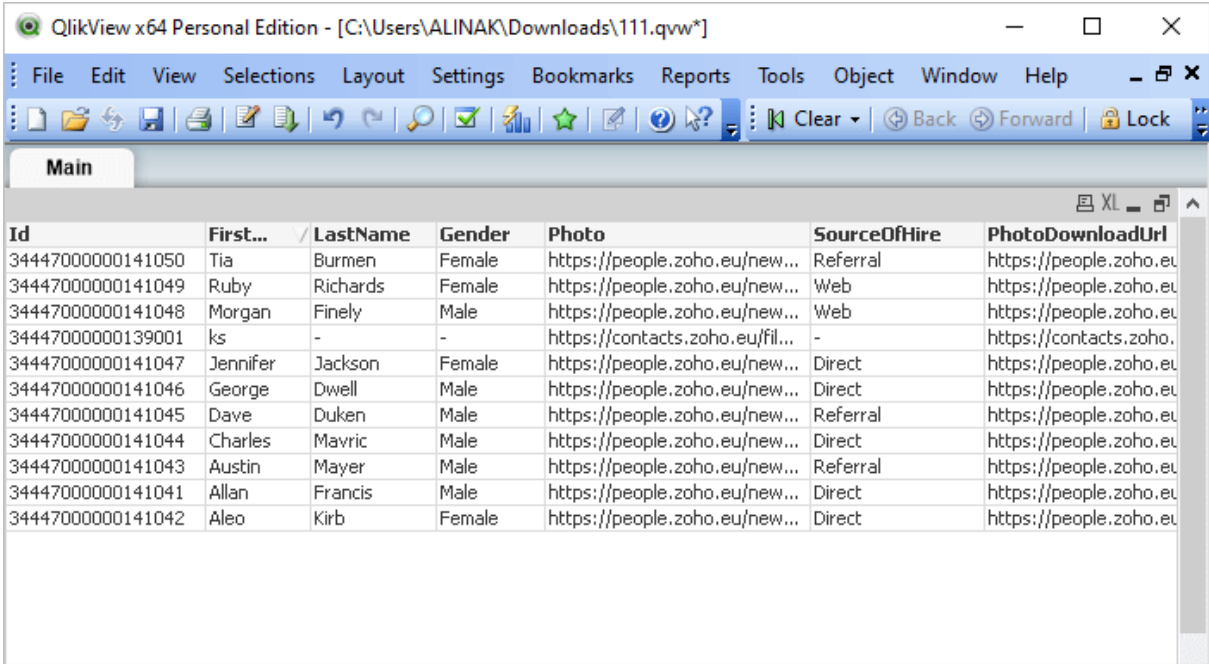 QlikView x64 Personal Edition - [C:\Users\ALINAK\Downloads\111.qvw*]
File Edit View Selections Layout Settings Bookmarks Reports Tools Object Window Help
Clear Back Forward Lock
Main
XL
Id First... LastName Gender Photo SourceOfHire PhotoDownloadUrl
34447000000141050 Tia Burmen Female https://people.zoho.eu/new... Referral https://people.zoho.eu
34447000000141049 Ruby Richards Female https://people.zoho.eu/new... Web https://people.zoho.eu
34447000000141048 Morgan Finely Male https://people.zoho.eu/new... Web https://people.zoho.eu
34447000000139001 ks - - https://contacts.zoho.eu/fil... - https://contacts.zoho.
34447000000141047 Jennifer Jackson Female https://people.zoho.eu/new... Direct https://people.zoho.eu
34447000000141046 George Dwell Male https://people.zoho.eu/new... Direct https://people.zoho.eu
34447000000141045 Dave Duken Male https://people.zoho.eu/new... Referral https://people.zoho.eu
34447000000141044 Charles Mavric Male https://people.zoho.eu/new... Direct https://people.zoho.eu
34447000000141043 Austin Mayer Male https://people.zoho.eu/new... Referral https://people.zoho.eu
34447000000141041 Allan Francis Male https://people.zoho.eu/new... Direct https://people.zoho.eu
34447000000141042 Aleo Kirb Female https://people.zoho.eu/new... Direct https://people.zoho.eu